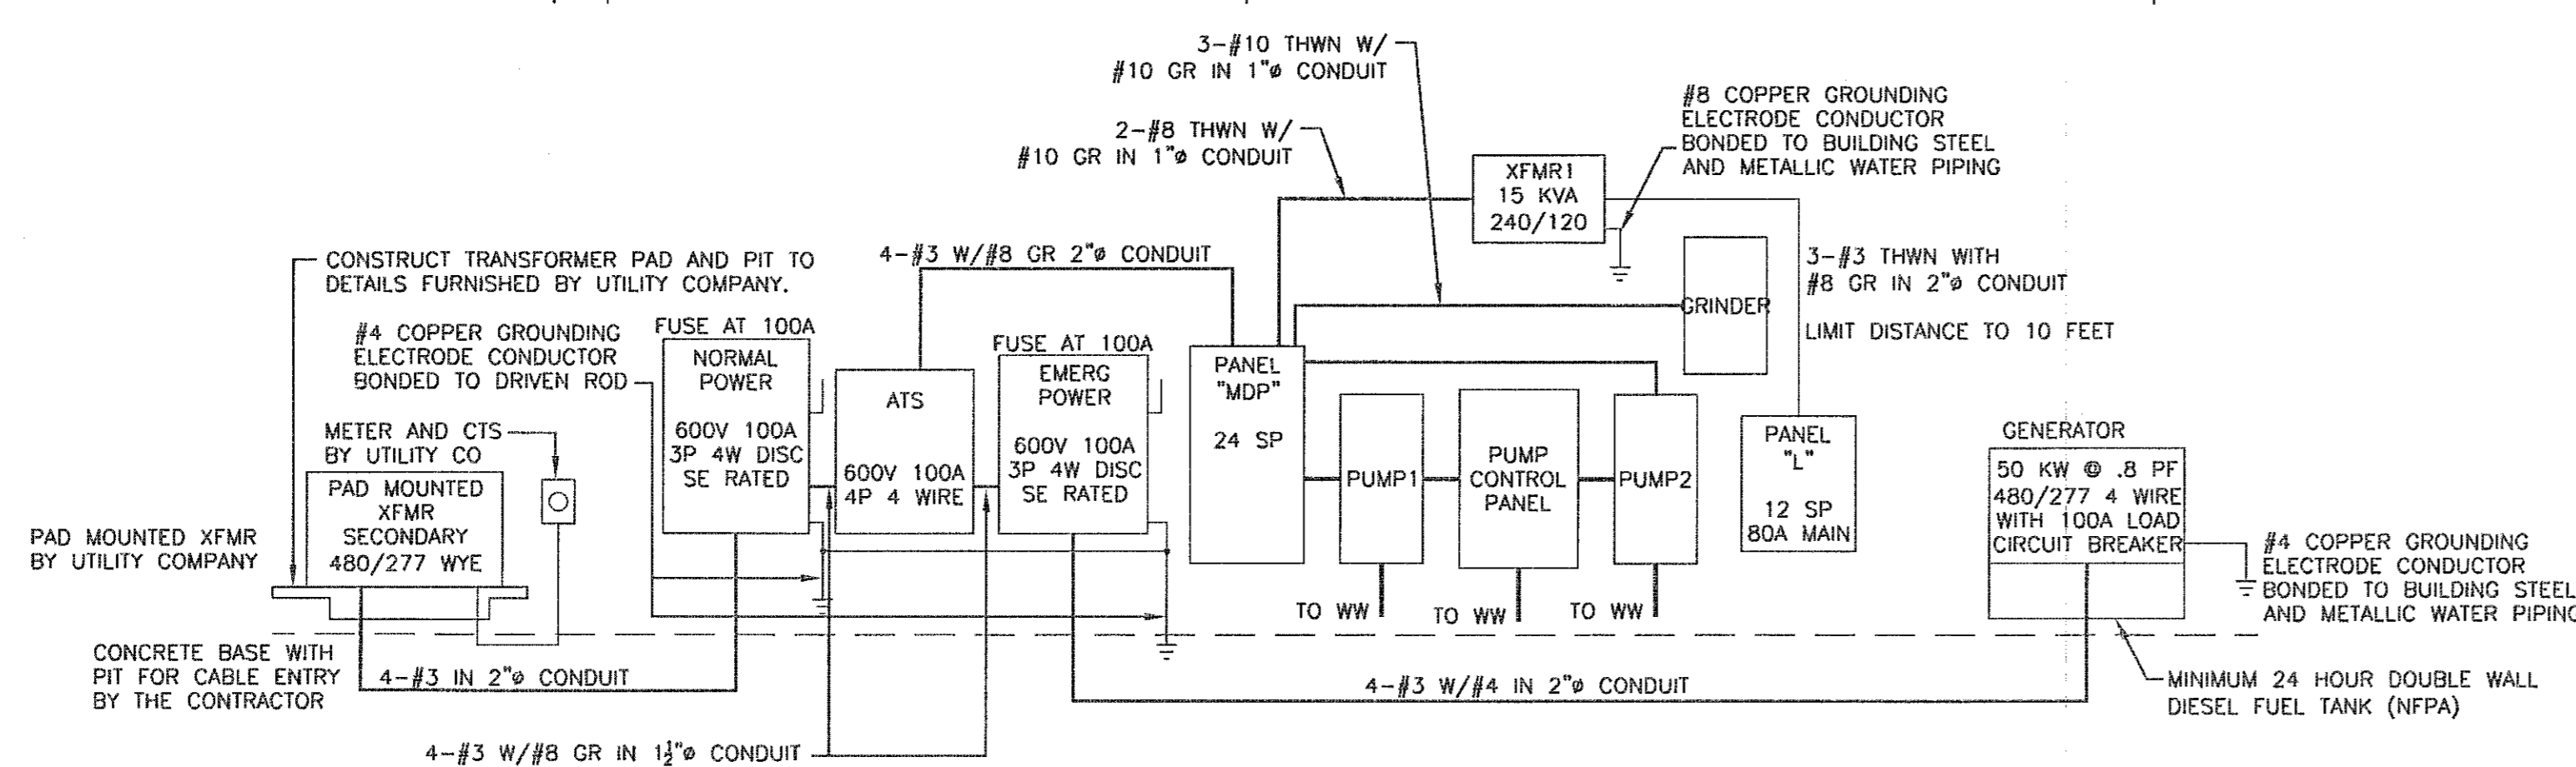 3-#10 THWN W/
#10 GR IN 1"ø CONDUIT
2-#8 THWN W/
#10 GR IN 1"ø CONDUIT
#8 COPPER GROUNDING
ELECTRODE CONDUCTOR
BONDED TO BUILDING STEEL
AND METALLIC WATER PIPING
XFMR1
15 KVA
240/120
CONSTRUCT TRANSFORMER PAD AND PIT TO
DETAILS FURNISHED BY UTILITY COMPANY.
4-#3 W/#8 GR 2"ø CONDUIT
3-#3 THWN WITH
#8 GR IN 2"ø CONDUIT
LIMIT DISTANCE TO 10 FEET
GRINDER
#4 COPPER GROUNDING
ELECTRODE CONDUCTOR
BONDED TO DRIVEN ROD
FUSE AT 100A
NORMAL
POWER
600V 100A
3P 4W DISC
SE RATED
ATS
600V 100A
4P 4 WIRE
FUSE AT 100A
EMERG
POWER
600V 100A
3P 4W DISC
SE RATED
PANEL
"MDP"
24 SP
PUMP1
PUMP
CONTROL
PANEL
PUMP2
PANEL
"L"
12 SP
80A MAIN
METER AND CTS
BY UTILITY CO
PAD MOUNTED
XFMR
SECONDARY
480/277 WYE
PAD MOUNTED XFMR
BY UTILITY COMPANY
GENERATOR
50 KW @ .8 PF
480/277 4 WIRE
WITH 100A LOAD
CIRCUIT BREAKER
#4 COPPER GROUNDING
ELECTRODE CONDUCTOR
BONDED TO BUILDING STEEL
AND METALLIC WATER PIPING
TO WW
TO WW
TO WW
CONCRETE BASE WITH
PIT FOR CABLE ENTRY
BY THE CONTRACTOR
4-#3 IN 2"ø CONDUIT
4-#3 W/#4 IN 2"ø CONDUIT
MINIMUM 24 HOUR DOUBLE WALL
DIESEL FUEL TANK (NFPA)
4-#3 W/#8 GR IN 1½"ø CONDUIT